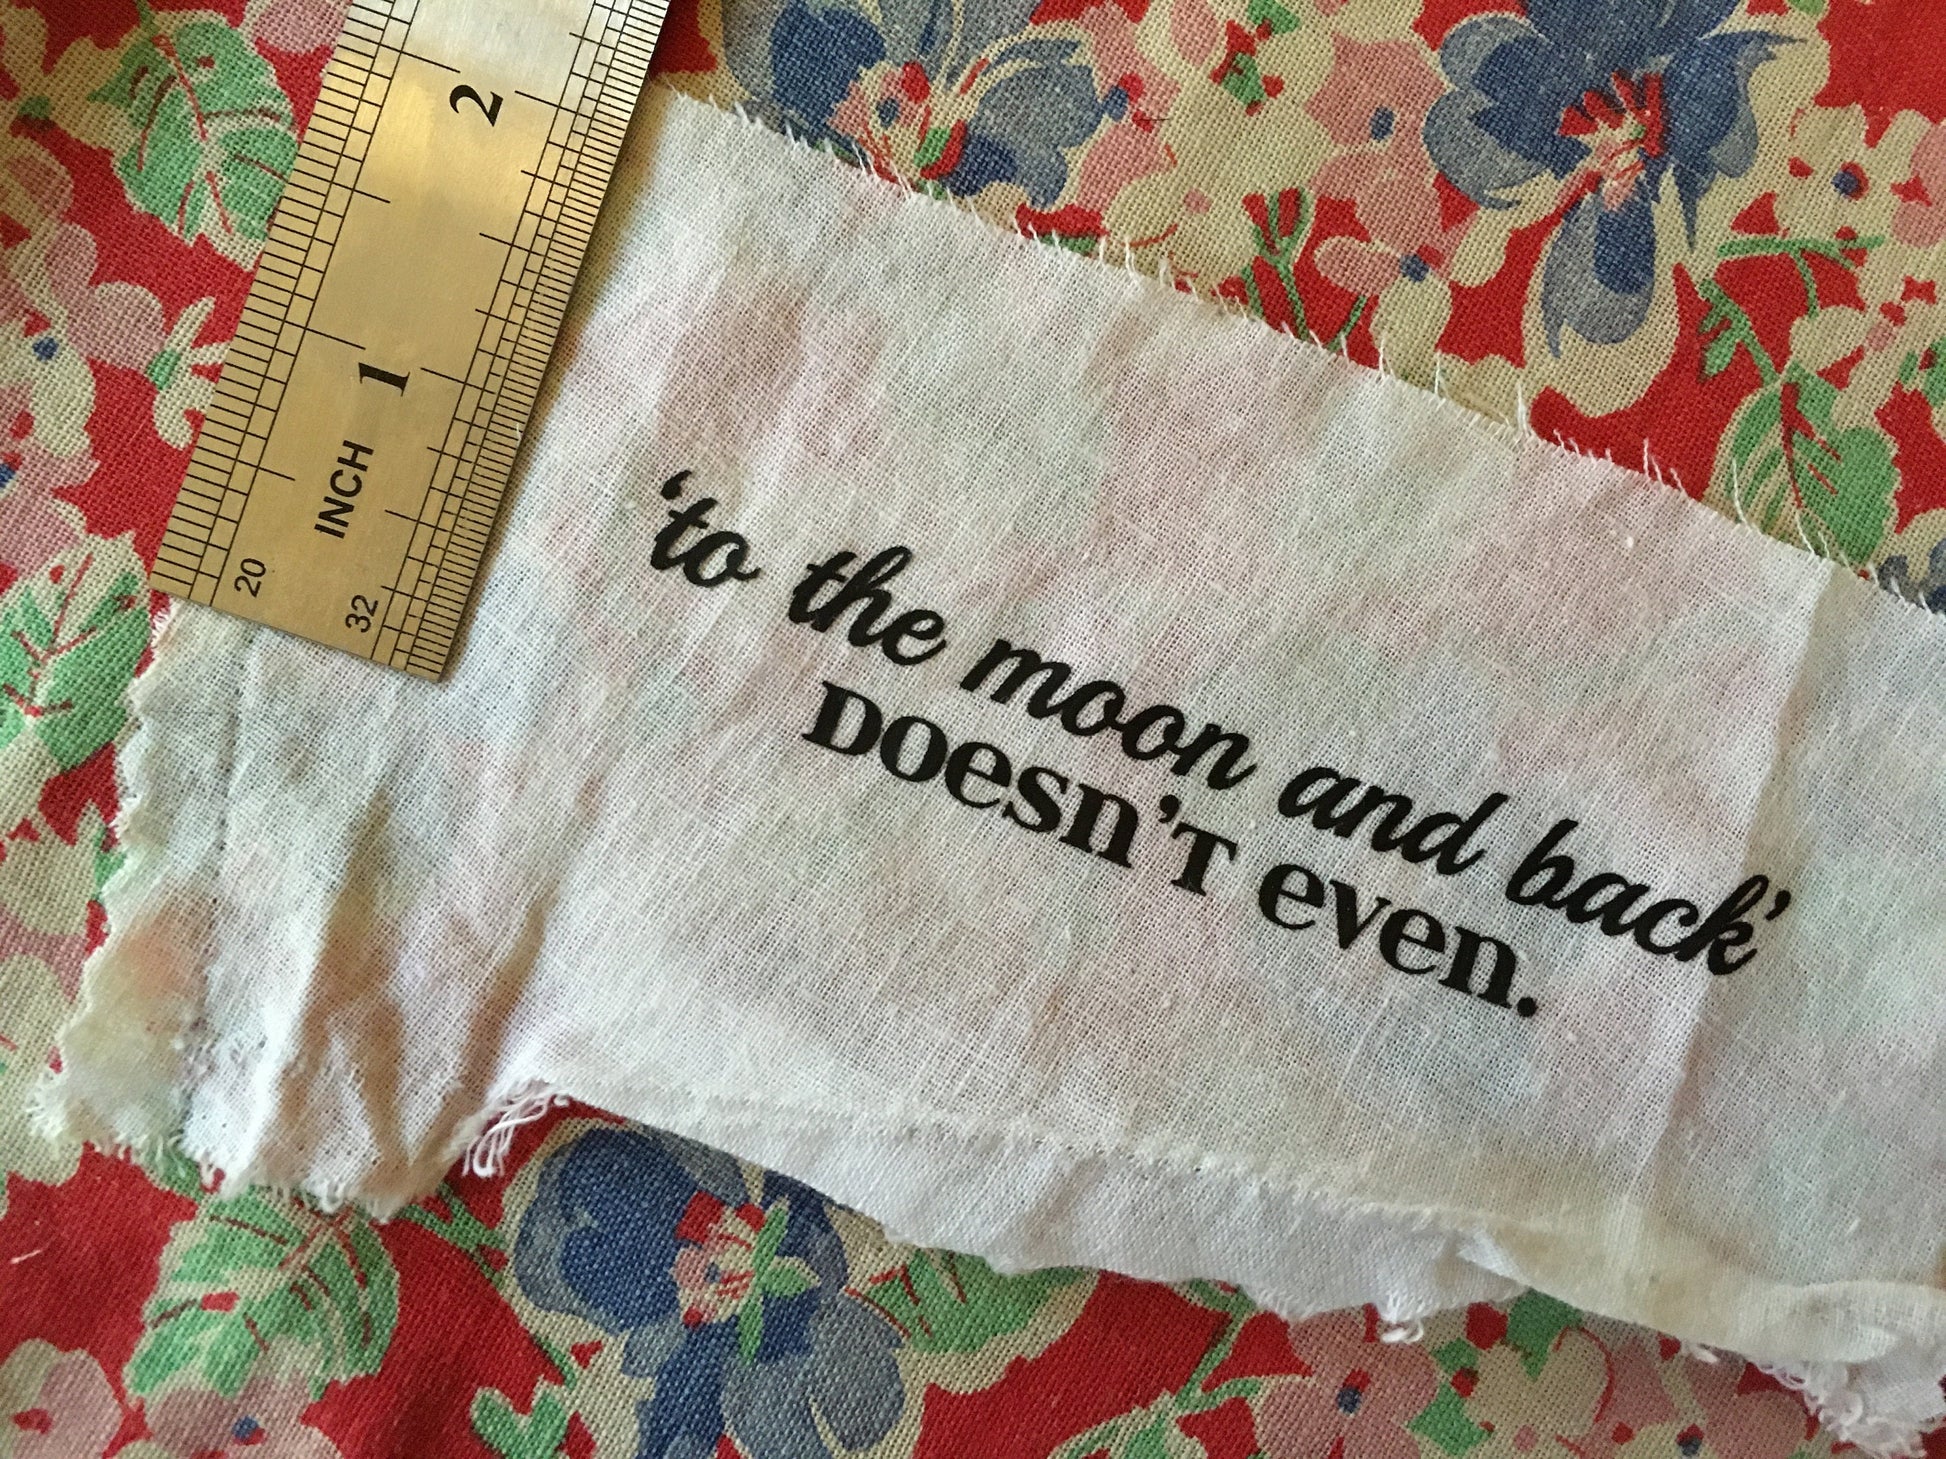 2
1
INCH
20
32
‘to the moon and back’
Doesn’t even.